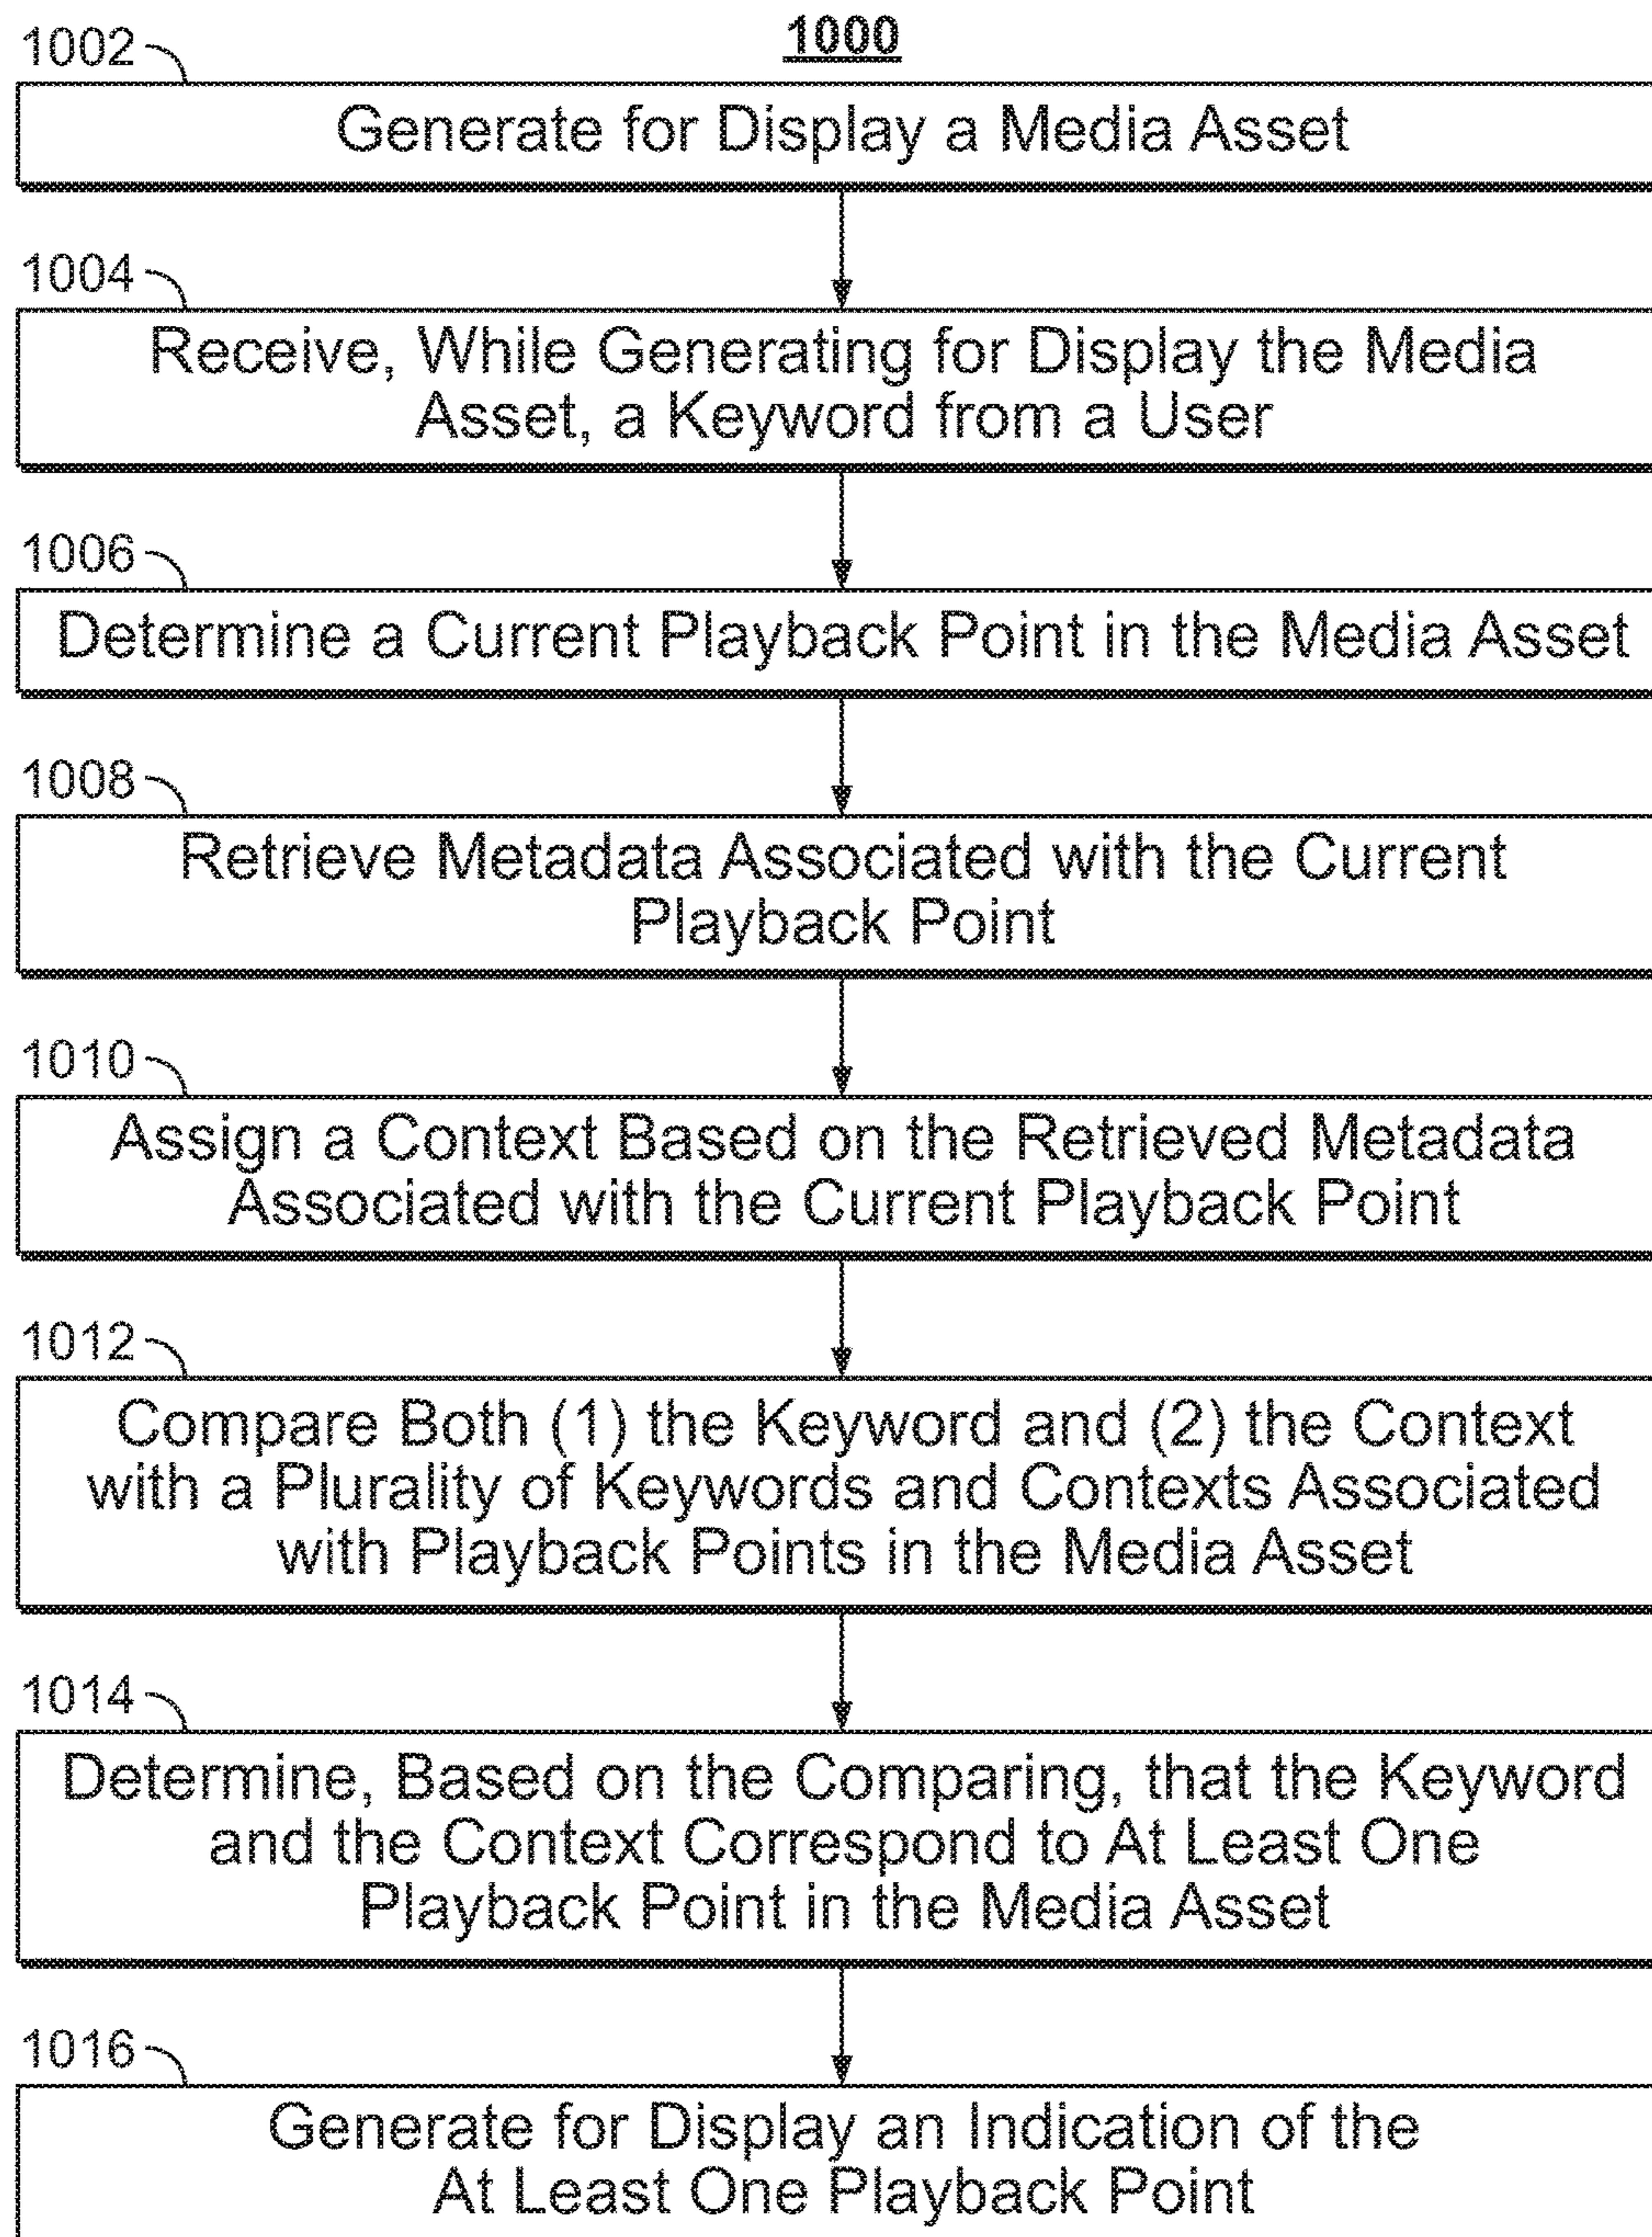 1000
1002
Generate for Display a Media Asset
1004
Receive, While Generating for Display the Media
Asset, a Keyword from a User
1006
Determine a Current Playback Point in the Media Asset
1008
Retrieve Metadata Associated with the Current
Playback Point
1010
Assign a Context Based on the Retrieved Metadata
Associated with the Current Playback Point
1012
Compare Both (1) the Keyword and (2) the Context
with a Plurality of Keywords and Contexts Associated
with Playback Points in the Media Asset
1014
Determine, Based on the Comparing, that the Keyword
and the Context Correspond to At Least One
Playback Point in the Media Asset
1016
Generate for Display an Indication of the
At Least One Playback Point